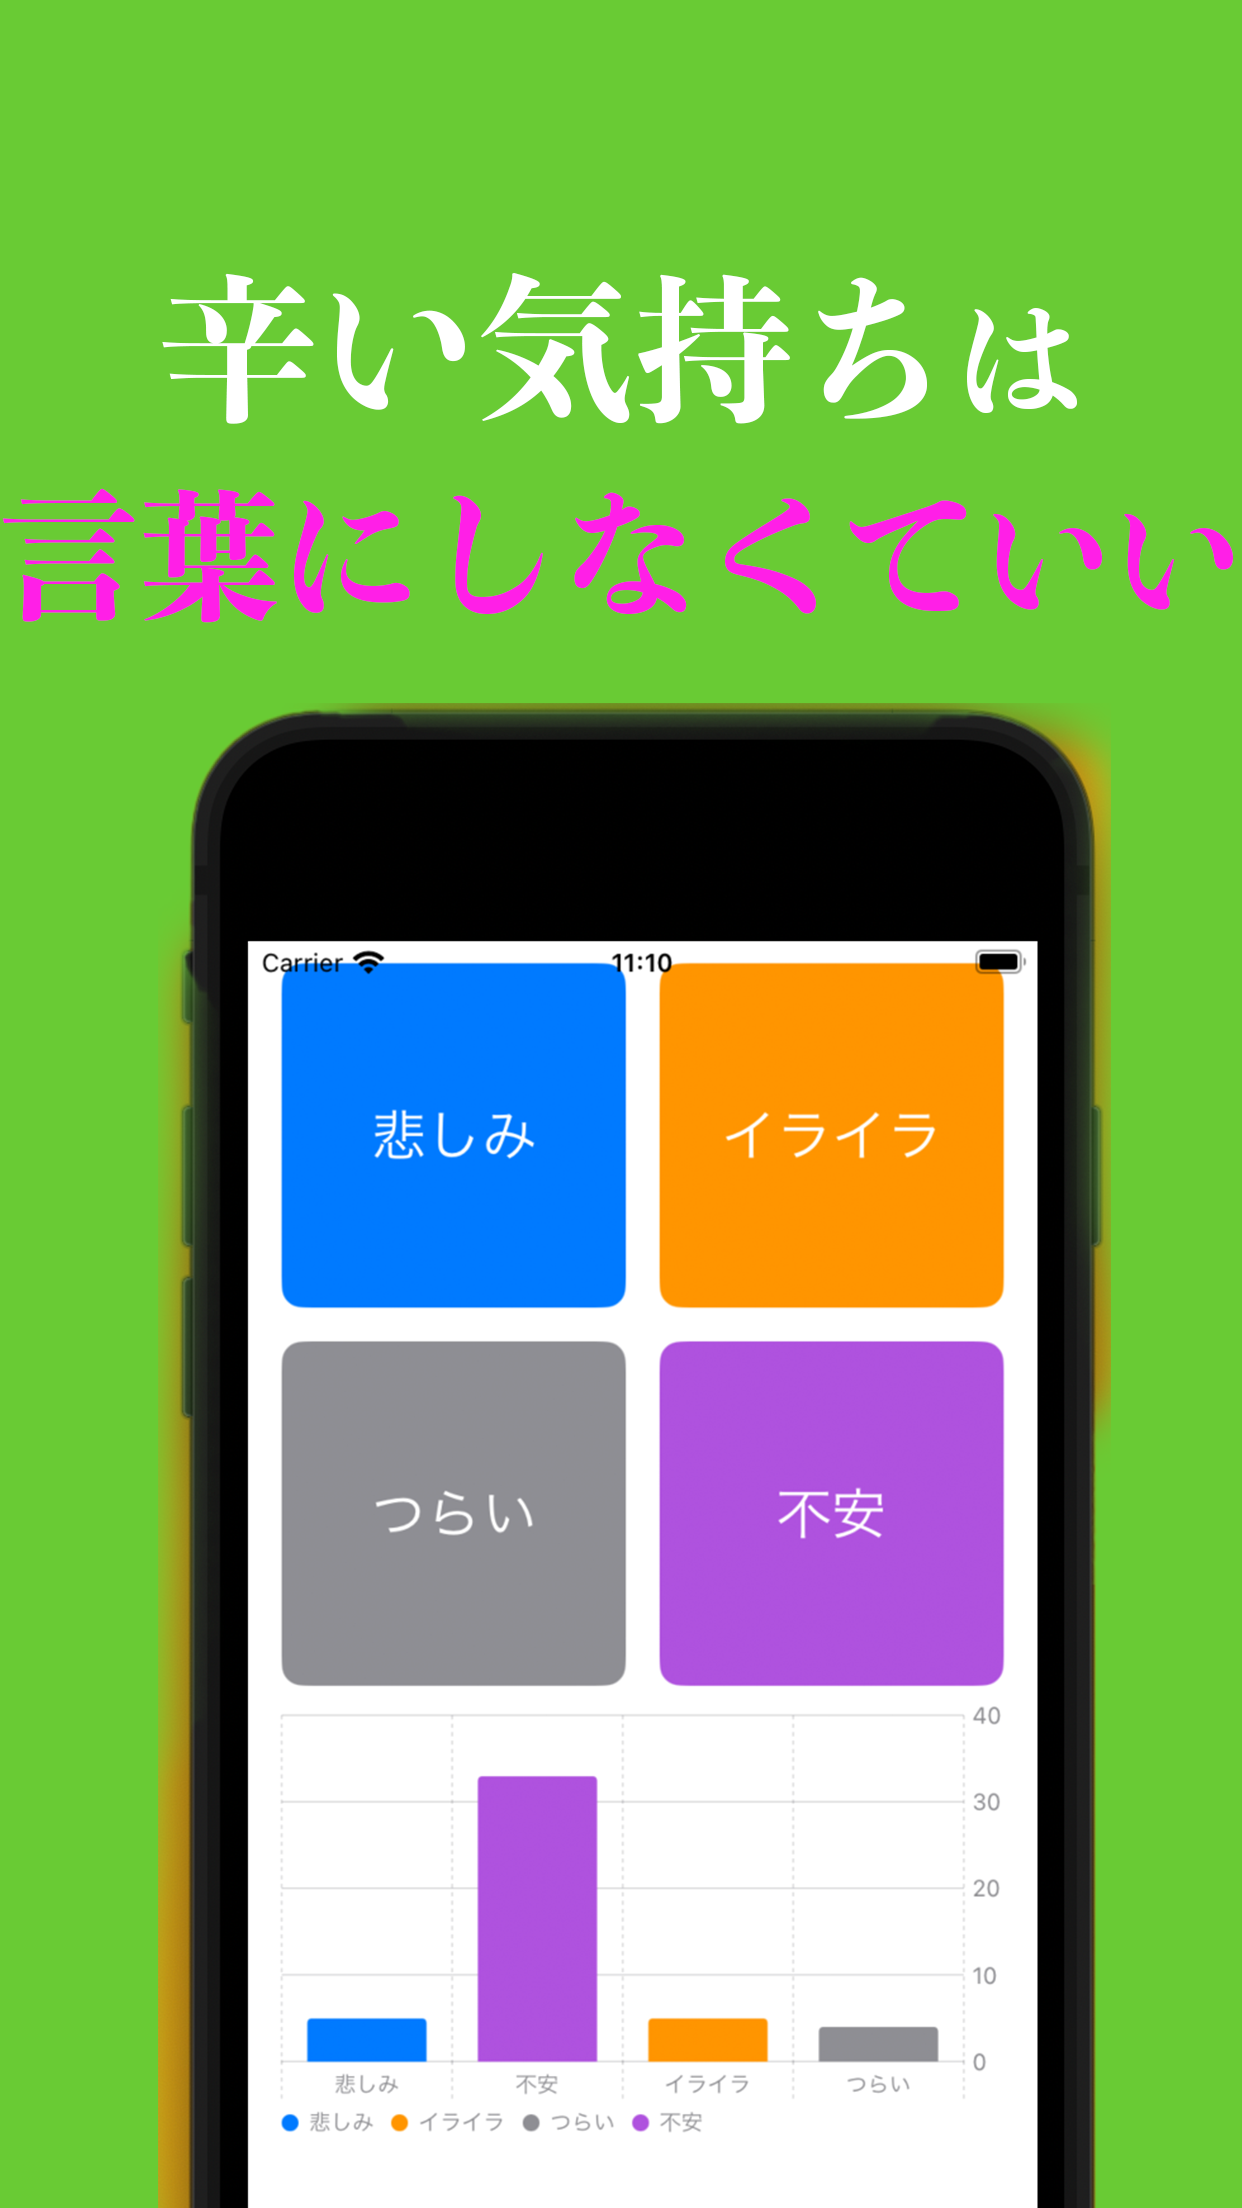 辛い気持ちは
言葉にしなくていい
Carrier 11:10
悲しみ イライラ
つらい 不安
40
30
20
10
0
悲しみ 不安 イライラ つらい
悲しみ イライラ つらい 不安